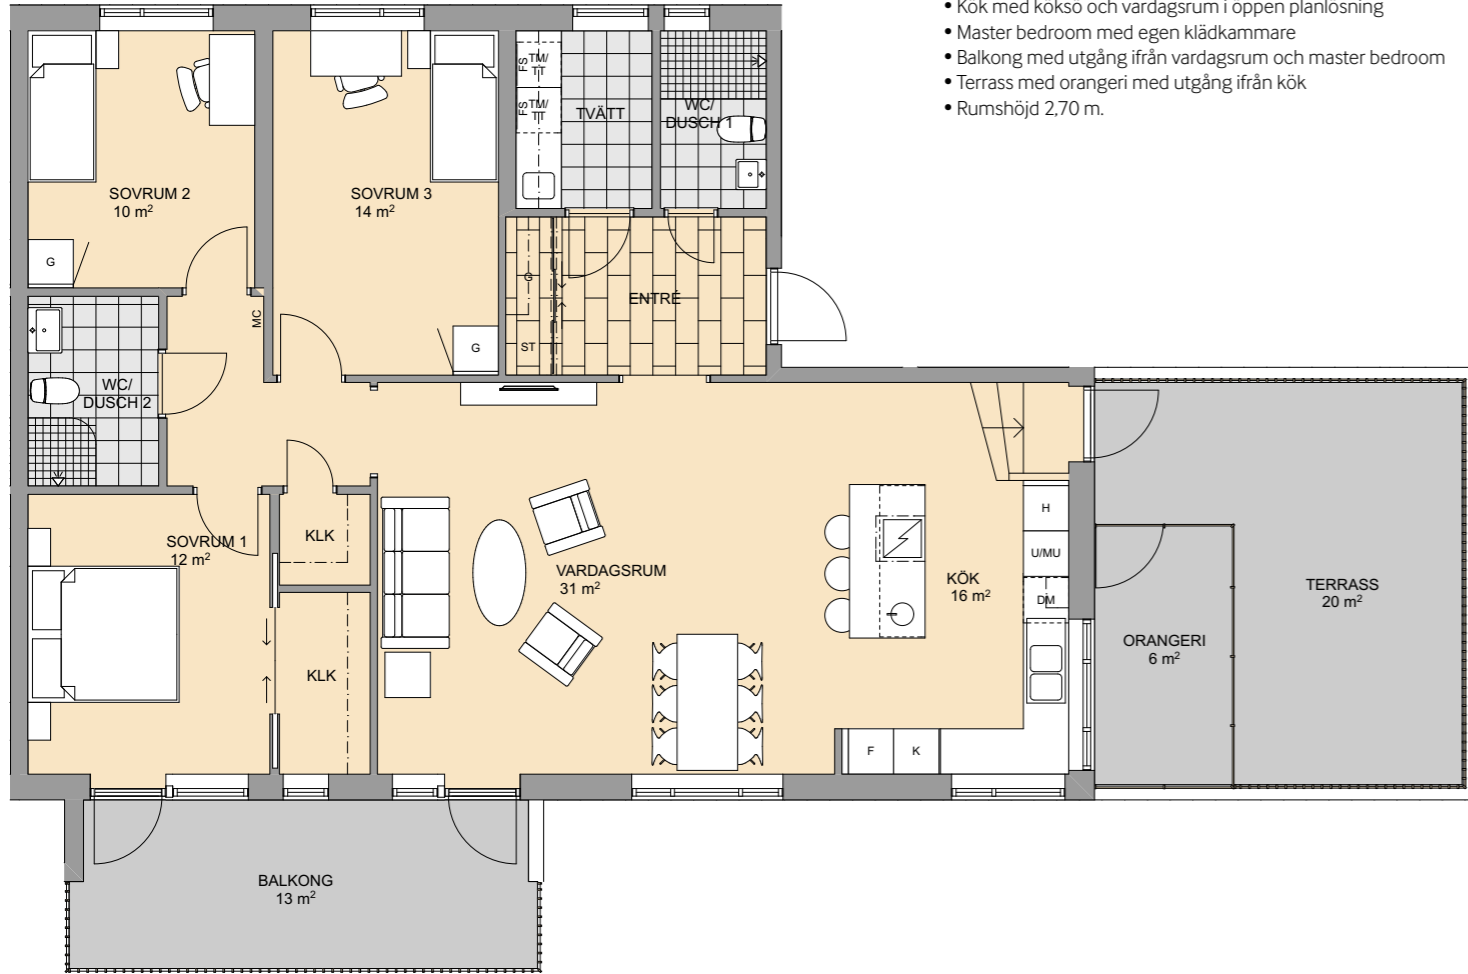 • Kök med köksö och vardagsrum i öppen planlösning
• Master bedroom med egen klädkammare
• Balkong med utgång ifrån vardagsrum och master bedroom
• Terrass med orangeri med utgång ifrån kök
• Rumshöjd 2,70 m.
FS TM/
TT
FS TM/
TT
TVÄTT
WC/
DUSCH 1
SOVRUM 2
10 m²
SOVRUM 3
14 m²
G
G
ENTRÉ
MC
ST
G
WC/
DUSCH 2
H
SOVRUM 1
12 m²
KLK
U/MU
VARDAGSRUM
31 m²
KÖK
16 m²
DM
TERRASS
20 m²
ORANGERI
6 m²
KLK
F
K
BALKONG
13 m²